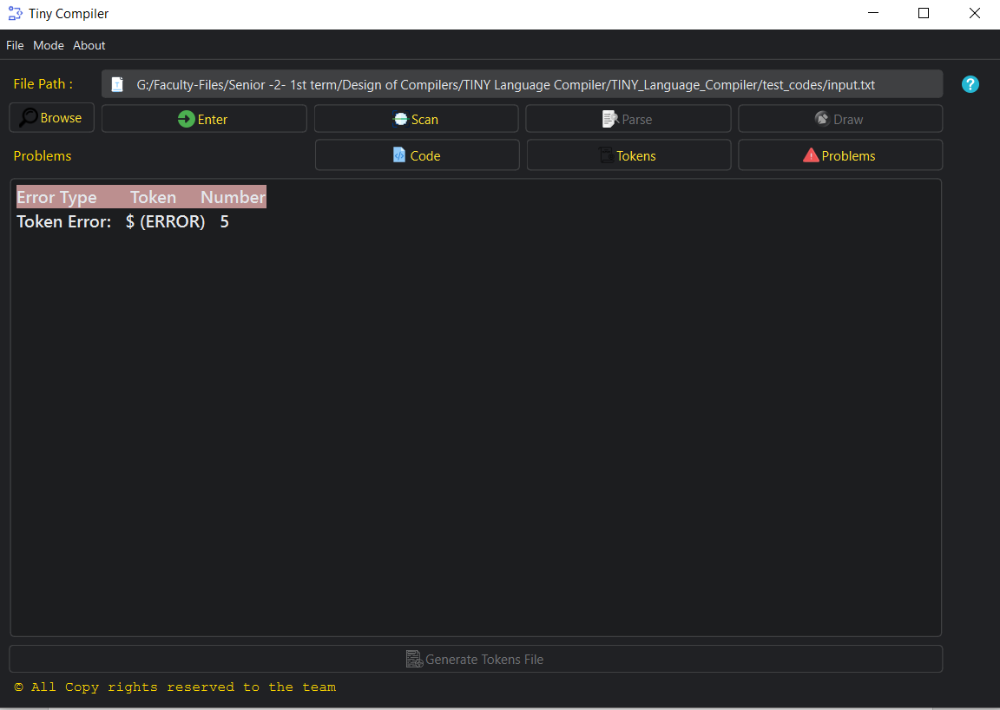 Tiny Compiler
File Mode About
File Path : G:/Faculty-Files/Senior -2- 1st term/Design of Compilers/TINY Language Compiler/TINY_Language_Compiler/test_codes/input.txt ?
Browse Enter Scan Parse Draw
Problems Code Tokens Problems
Error Type Token Number
Token Error: $ (ERROR) 5
Generate Tokens File
© All Copy rights reserved to the team